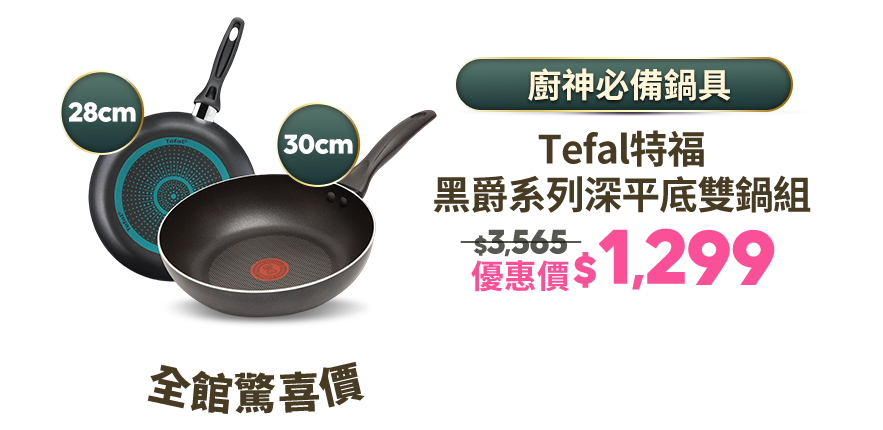 28cm
30cm
Tefal
廚神必備鍋具
Tefal特福
黑爵系列深平底雙鍋組
$3,565
優惠價$1,299
全館驚喜價